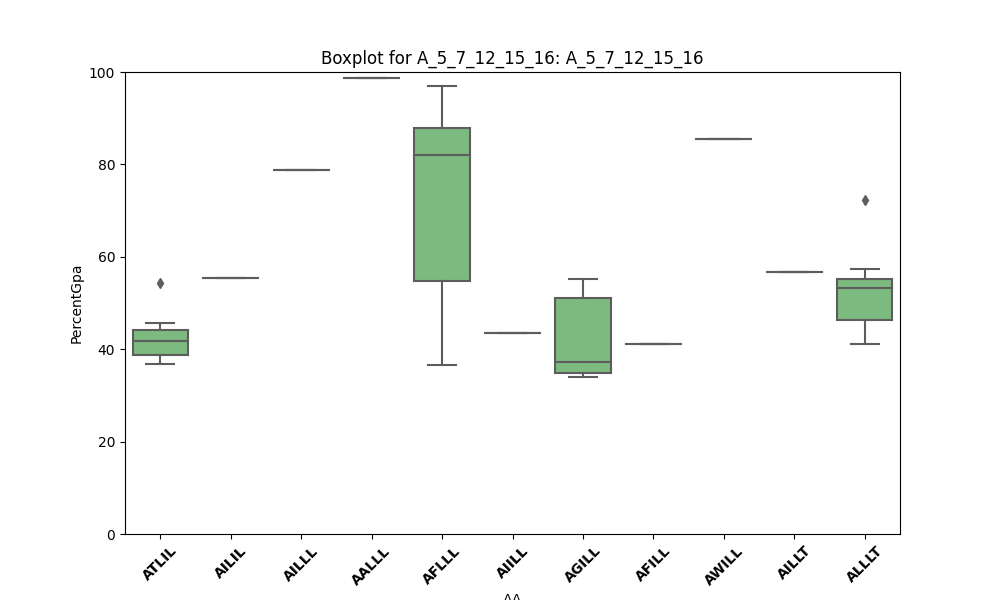 Boxplot for A_5_7_12_15_16: A_5_7_12_15_16
100
80
60
40
20
0
PercentGpa
ATLIL
AILIL
AILLL
AALLL
AFLLL
AIILL
AGILL
AFILL
AWILL
AILLT
ALLLT
AA